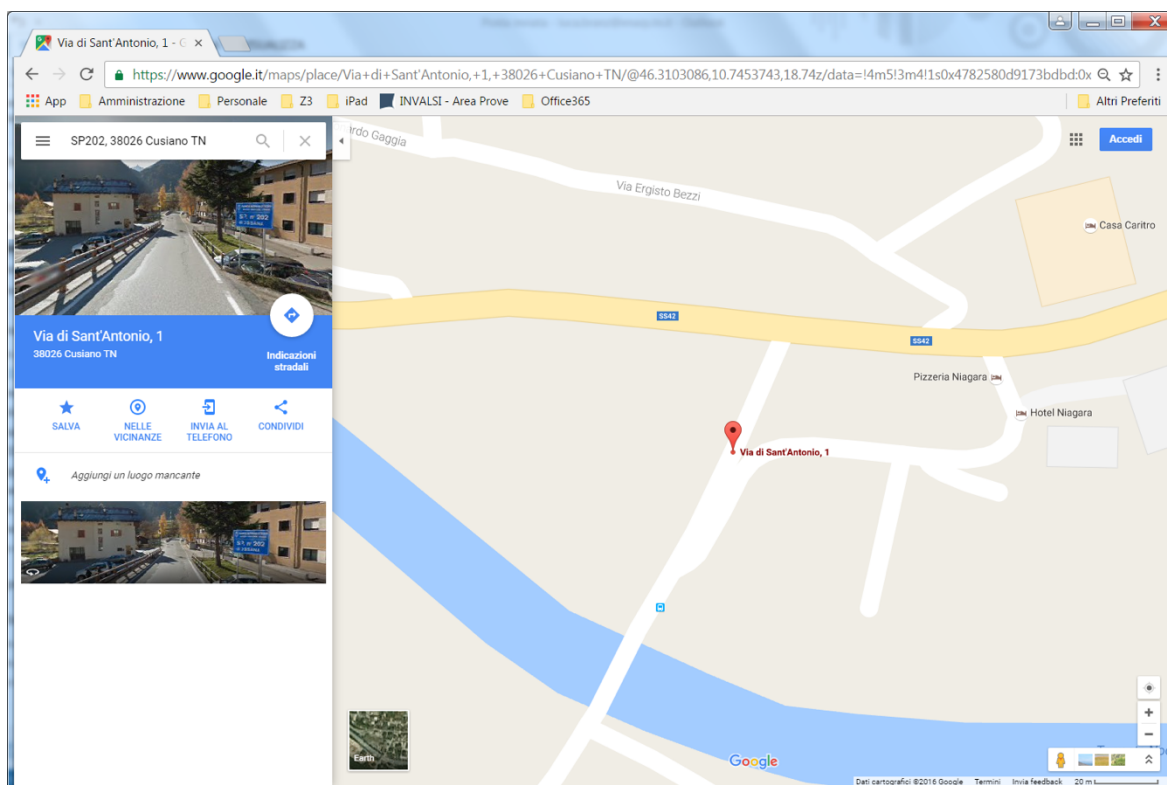 Via di Sant'Antonio, 1 - G
https://www.google.it/maps/place/Via+di+Sant'Antonio,+1,+38026+Cusiano+TN/@46.3103086,10.7453743,18.74z/data=!4m5!3m4!1s0x4782580d9173bdbd:0x
App Amministrazione Personale Z3 iPad INVALSI - Area Prove Office365 Altri Preferiti
SP202, 38026 Cusiano TN
Via di Sant'Antonio, 1
38026 Cusiano TN
Indicazioni
stradali
SALVA
NELLE
VICINANZE
INVIA AL
TELEFONO
CONDIVIDI
Aggiungi un luogo mancante
ardo Gaggia
Via Ergisto Bezzi
Accedi
Casa Caritro
SS42
SS42
Pizzeria Niagara
Hotel Niagara
Via di Sant'Antonio, 1
Earth
Google
Dati cartografici ©2016 Google Termini Invia feedback 20 m